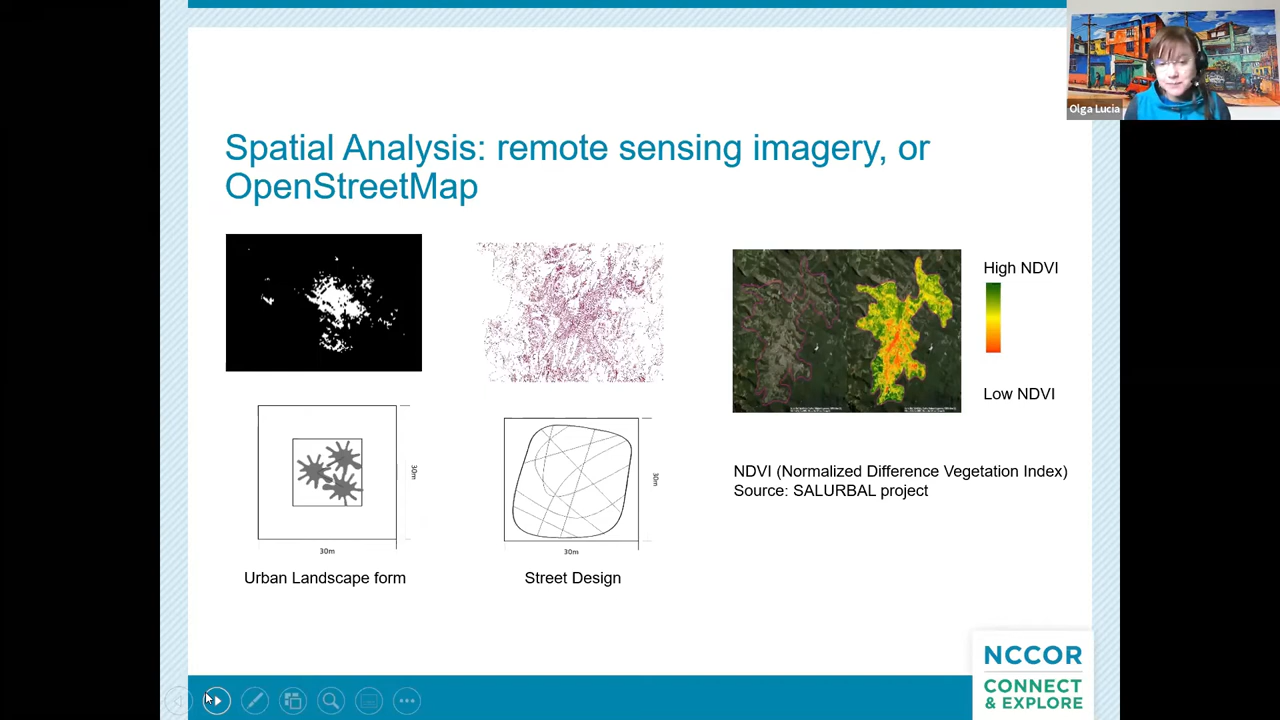 Olga Lucia
Spatial Analysis: remote sensing imagery, or
OpenStreetMap
High NDVI
Low NDVI
30m
30m
30m
30m
NDVI (Normalized Difference Vegetation Index)
Source: SALURBAL project
Urban Landscape form
Street Design
NCCOR
CONNECT
& EXPLORE